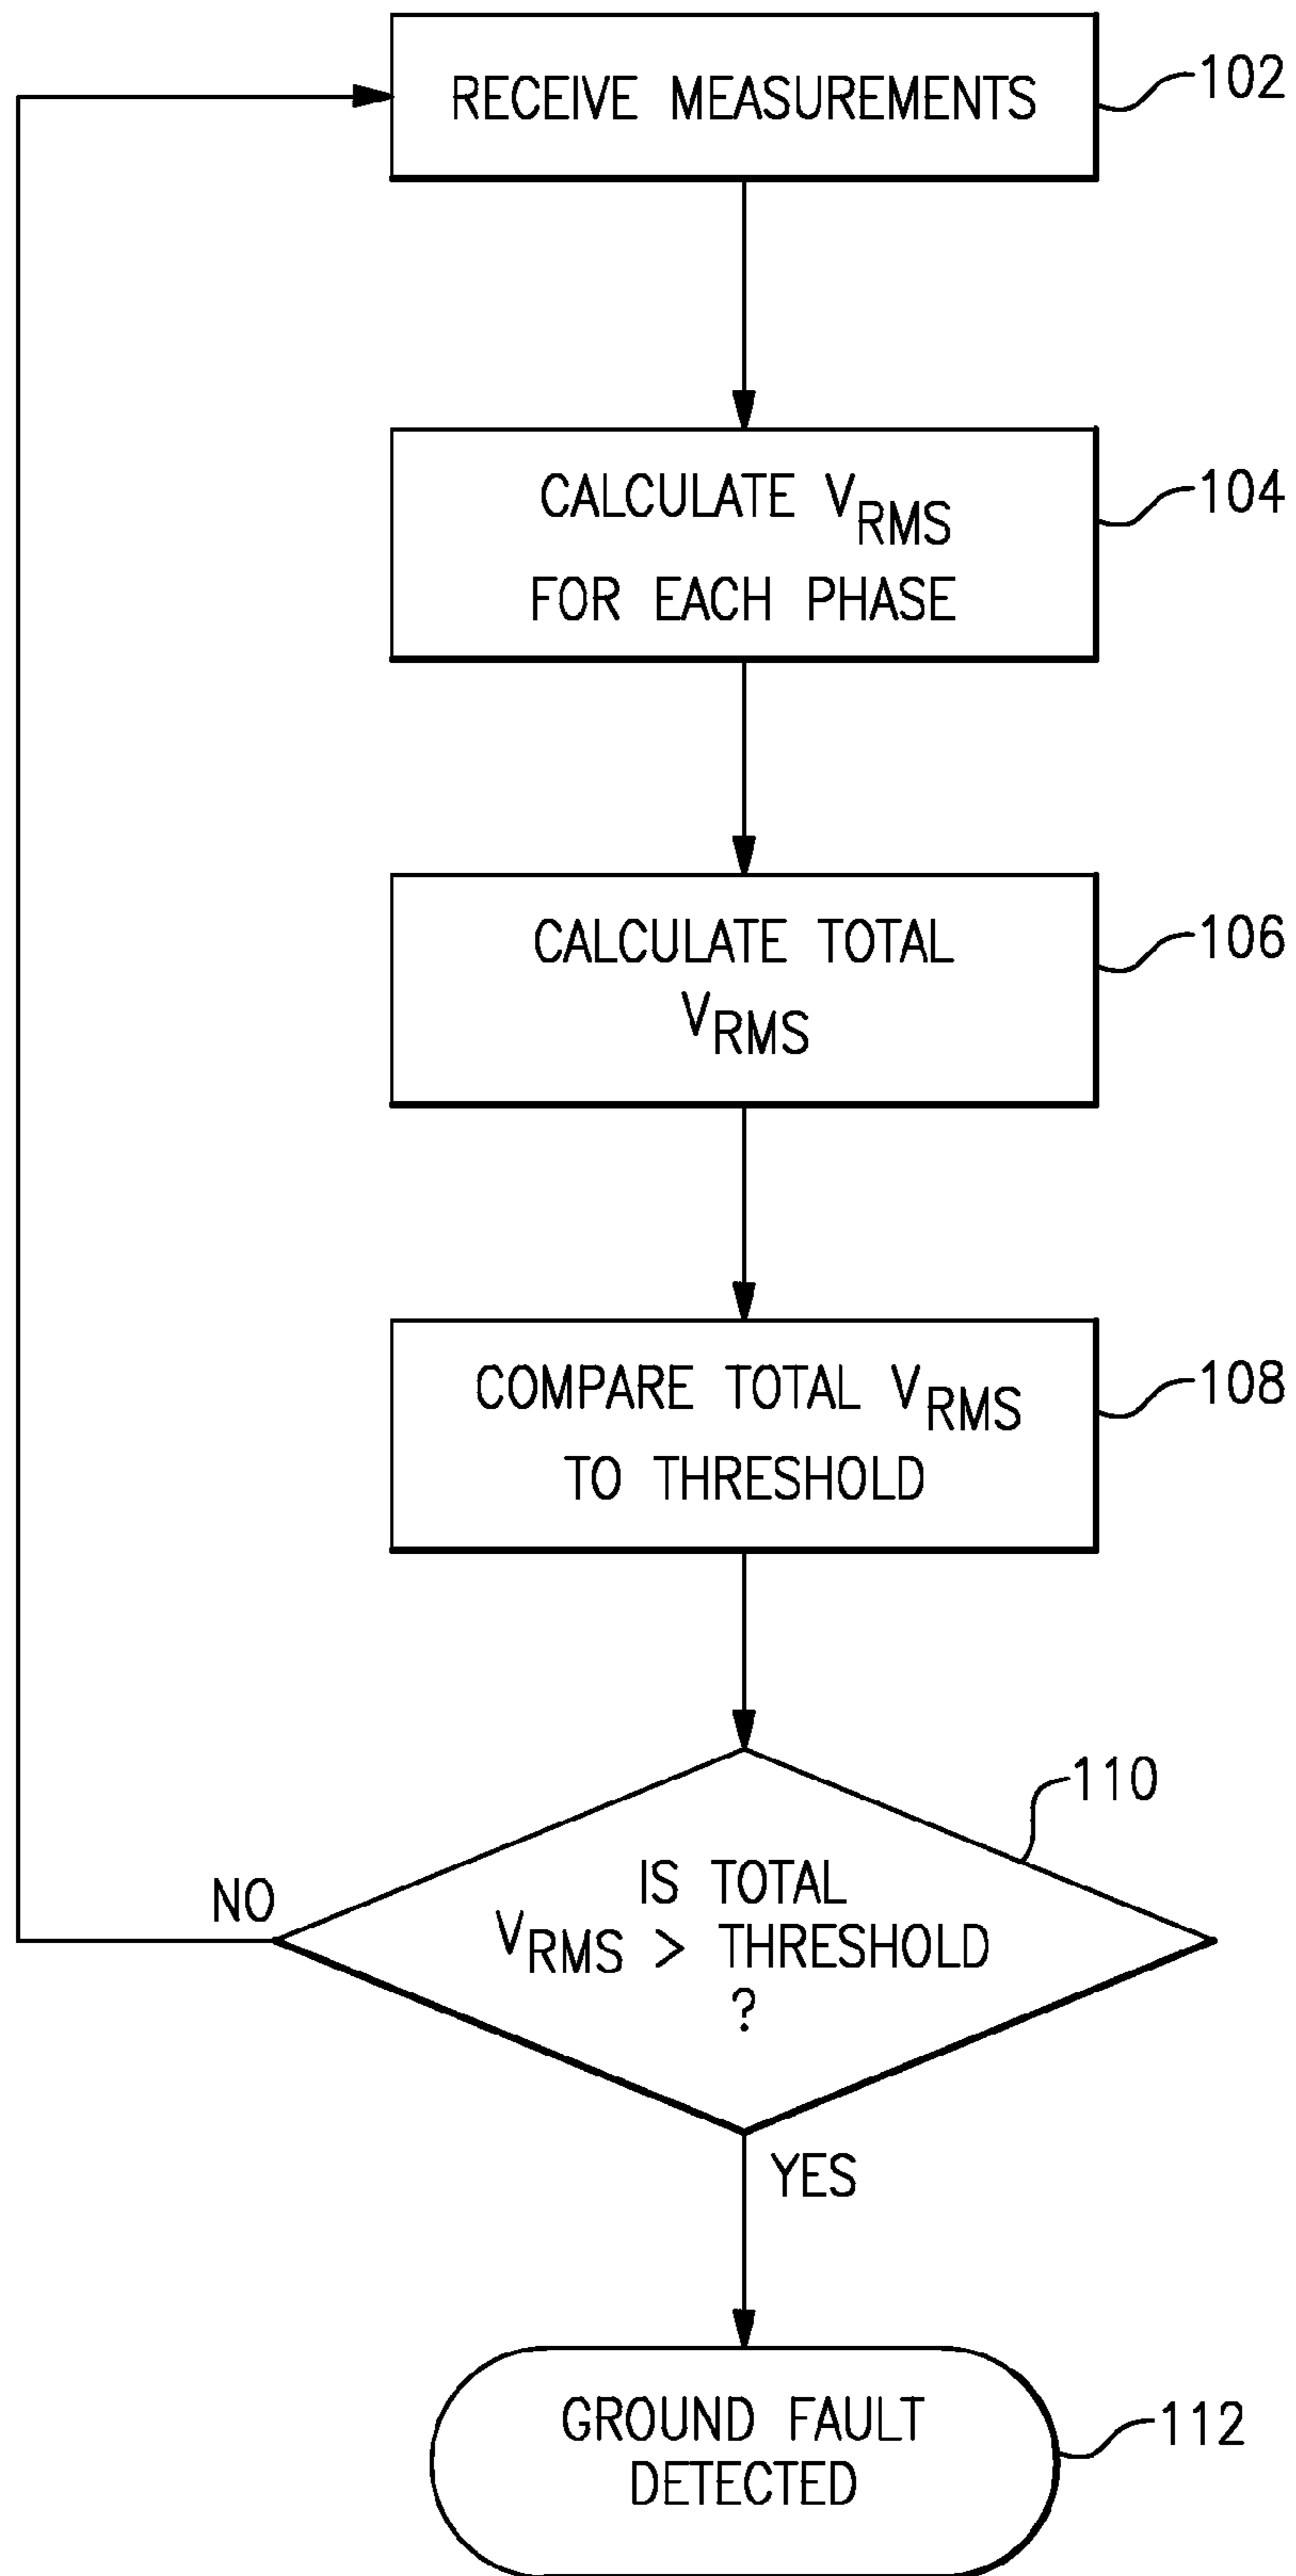 RECEIVE MEASUREMENTS
102
CALCULATE VRMS
FOR EACH PHASE
104
CALCULATE TOTAL
VRMS
106
COMPARE TOTAL VRMS
TO THRESHOLD
108
110
IS TOTAL
VRMS > THRESHOLD
?
NO
YES
GROUND FAULT
DETECTED
112